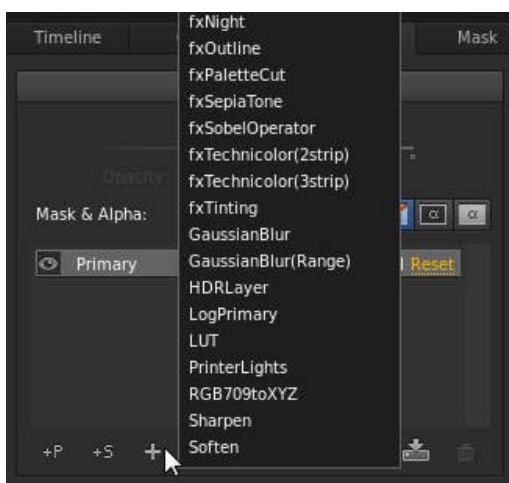 fxNight
Timeline
Mask
fxOutline
fxPaletteCut
fxSepiaTone
fxSobelOperator
fxTechnicolor(2strip)
Opacity:
fxTechnicolor(3strip)
Mask & Alpha:
fxTinting
α
α
GaussianBlur
Primary
GaussianBlur(Range)
Reset
HDRLayer
LogPrimary
LUT
PrinterLights
RGB709toXYZ
Sharpen
+P +S +
Soften